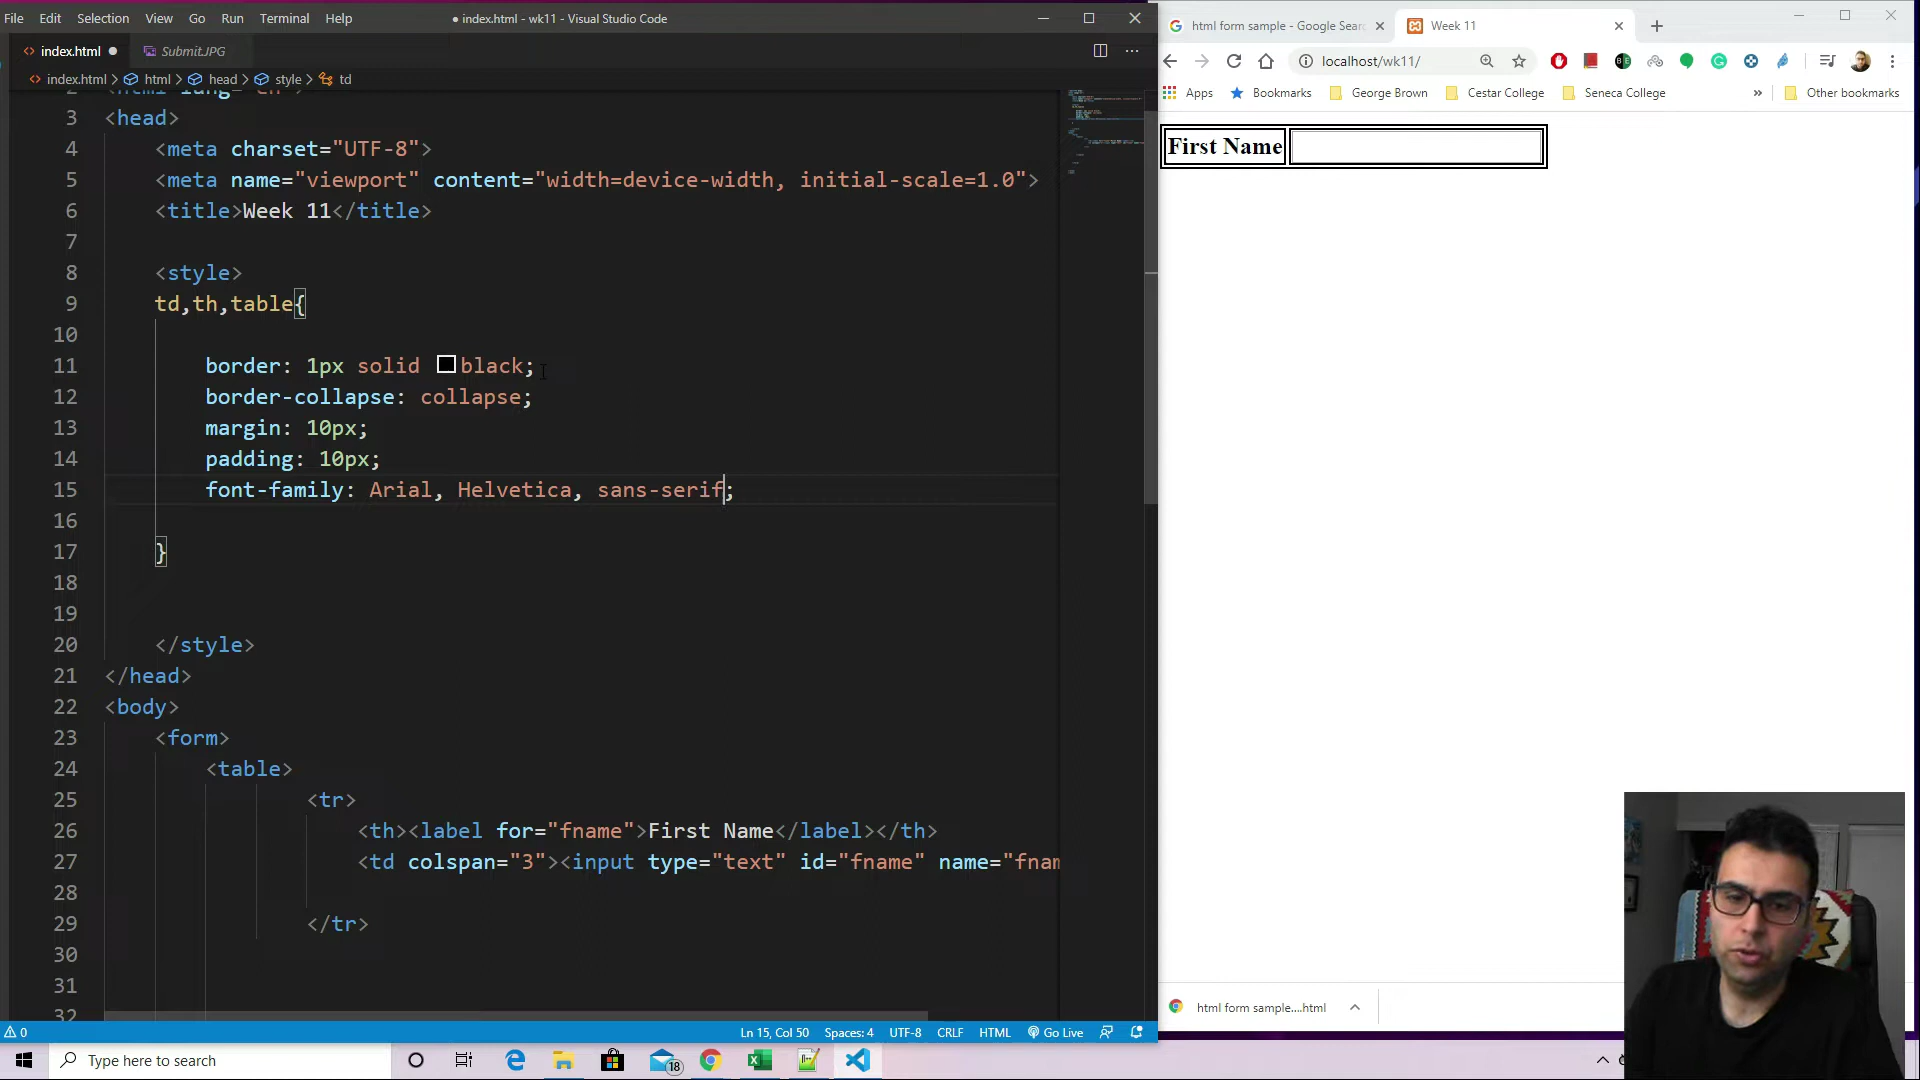 File Edit Selection View Go Run Terminal Help
● index.html - wk11 - Visual Studio Code
index.html ●
Submit.JPG
index.html > html > head > style > td
3 <head>
4 <meta charset="UTF-8">
5 <meta name="viewport" content="width=device-width, initial-scale=1.0">
6 <title>Week 11</title>
7
8 <style>
9 td,th,table{
10
11 border: 1px solid black;
12 border-collapse: collapse;
13 margin: 10px;
14 padding: 10px;
15 font-family: Arial, Helvetica, sans-serif;
16
17 }
18
19
20 </style>
21 </head>
22 <body>
23 <form>
24 <table>
25 <tr>
26 <th><label for="fname">First Name</label></th>
27 <td colspan="3"><input type="text" id="fname" name="fnam
28
29 </tr>
30
31
32
0
Ln 15, Col 50
Spaces: 4
UTF-8
CRLF
HTML
Go Live
html form sample - Google Sear
Week 11
localhost/wk11/
Apps
Bookmarks
George Brown
Cestar College
Seneca College
»
Other bookmarks
First Name
html form sample....html
Type here to search
18